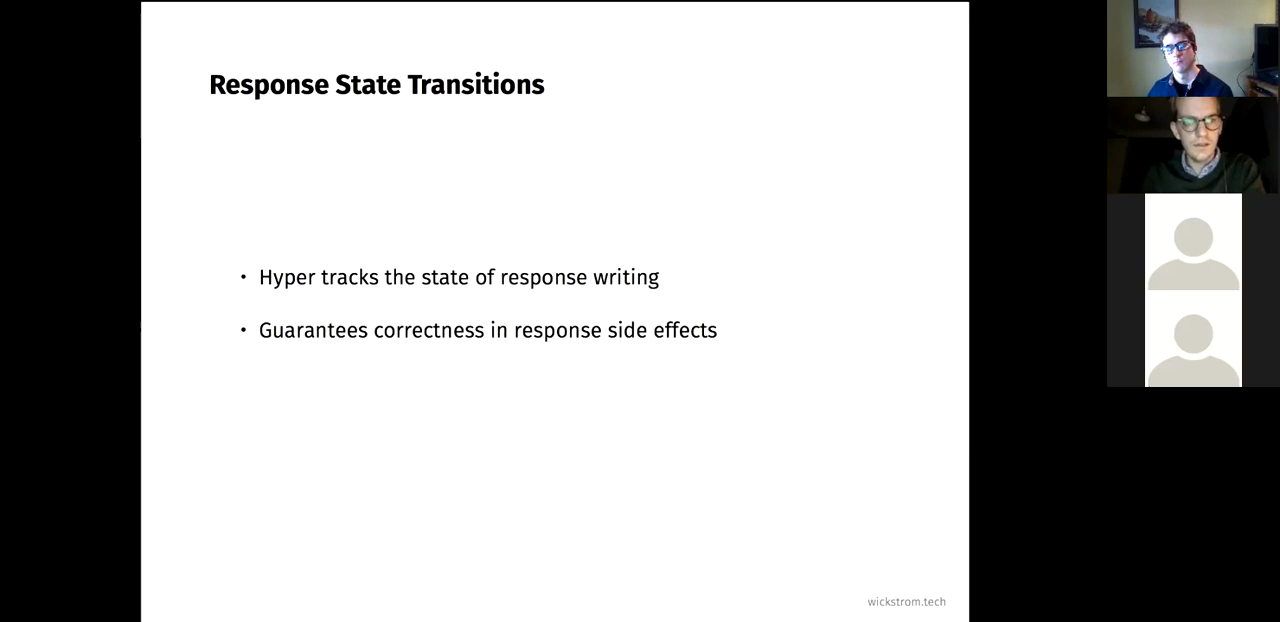 Response State Transitions
• Hyper tracks the state of response writing
• Guarantees correctness in response side effects
wickstrom.tech